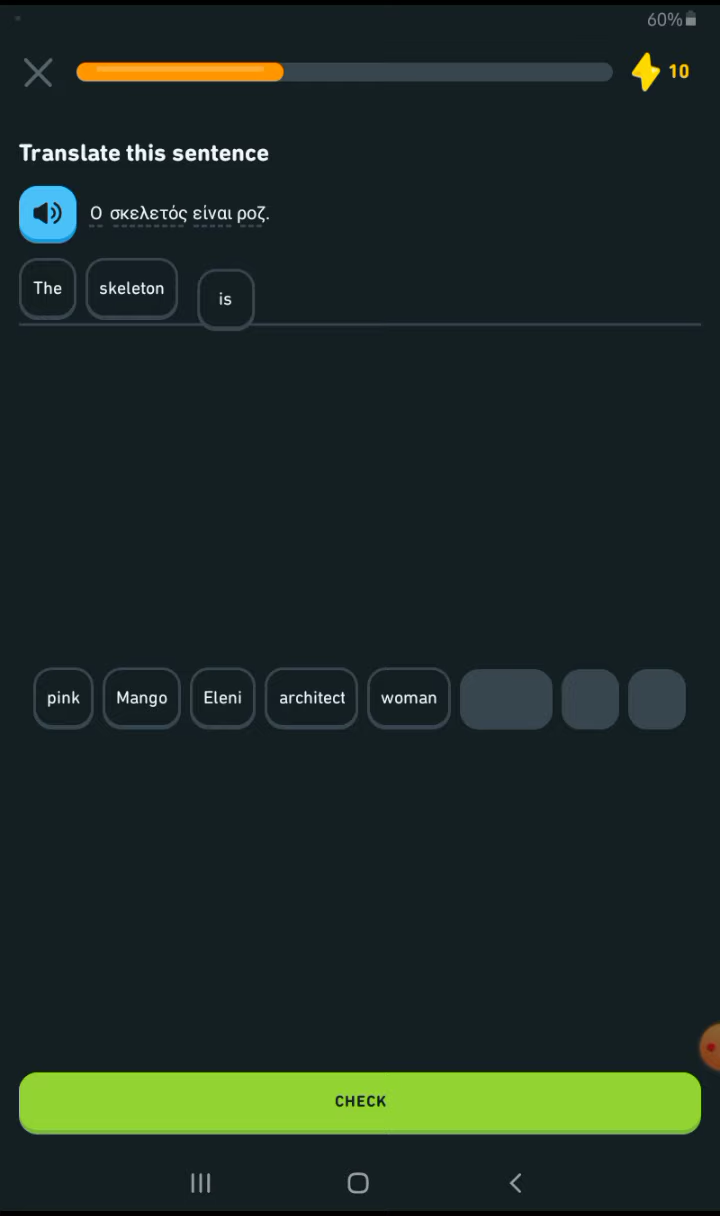 60%
10
Translate this sentence
Ο σκελετός είναι ροζ.
The skeleton is
pink Mango Eleni architect woman
CHECK